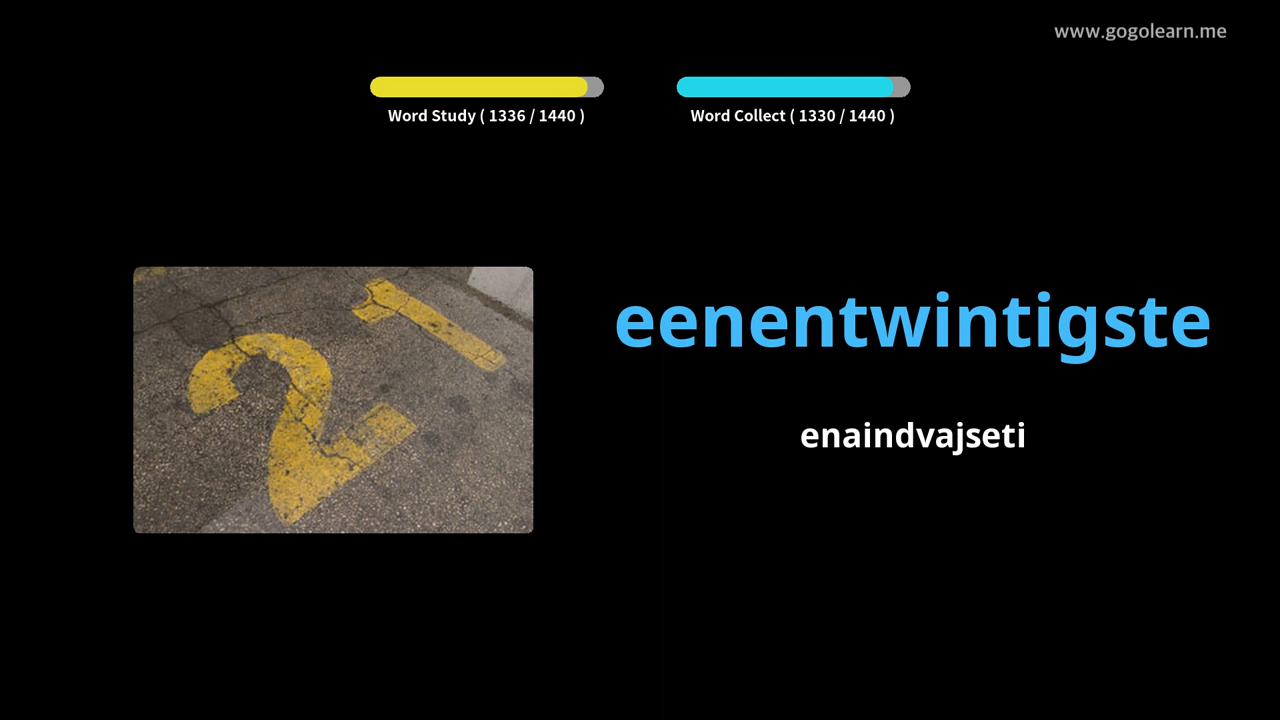 www.gogolearn.me
Word Study ( 1336 / 1440 )
Word Collect ( 1330 / 1440 )
21
eenentwintigste
enaindvajseti